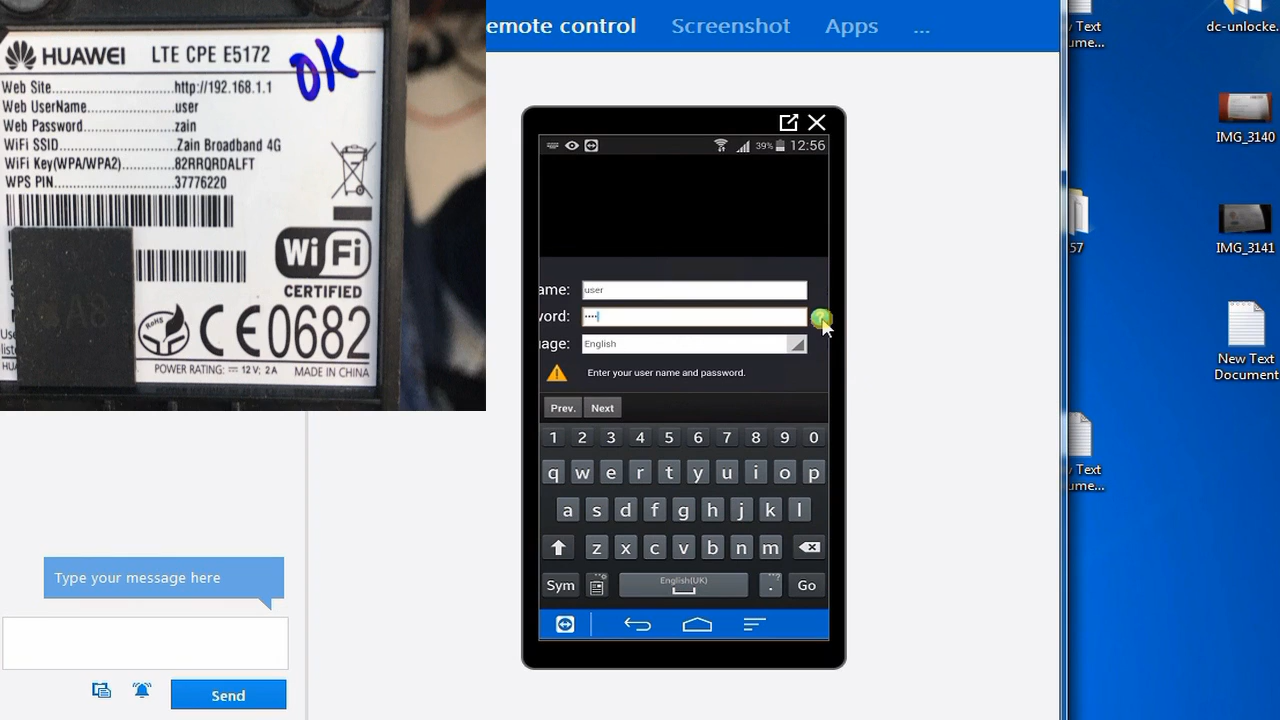 HUAWEI LTE CPE E5172 OK
Web Site........................http://192.168.1.1
Web UserName..................user
Web Password..................zain
WiFi SSID.......................Zain Broadband 4G
WiFi Key(WPA/WPA2)..........82RRQRDALFT
WPS PIN.........................37776220
WiFi
CERTIFIED
RoHS
CE0682
POWER RATING: 12V; 2A MADE IN CHINA
emote control Screenshot Apps ...
39% 12:56
ame: user
word: ••••
age: English
Enter your user name and password.
Prev. Next
1 2 3 4 5 6 7 8 9 0
q w e r t y u i o p
a s d f g h j k l
z x c v b n m
Sym English(UK) . Go
Type your message here
Send
Text
ume...
dc-unlocke.
IMG_3140
57
IMG_3141
New Text
Document
Text
ume...